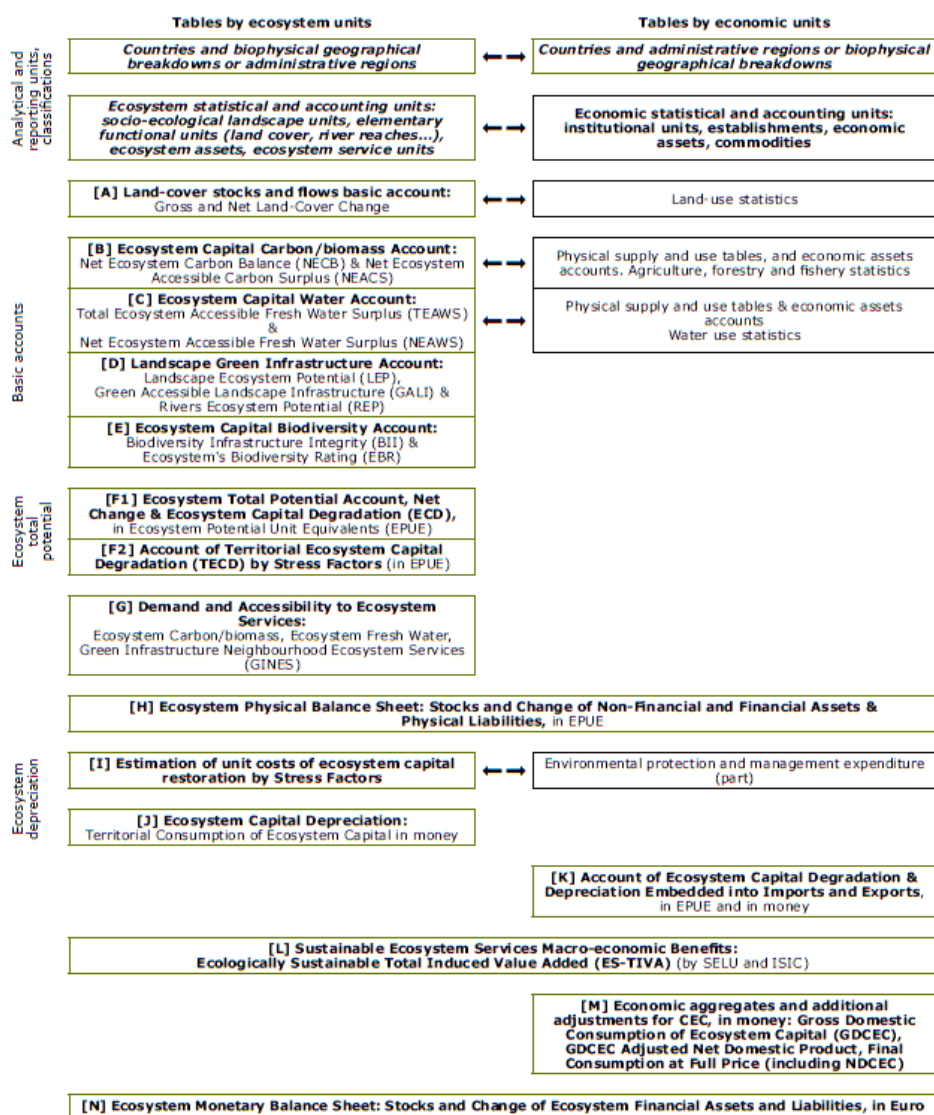 Tables by ecosystem units
Tables by economic units
Analytical and
reporting units,
classifications
Countries and biophysical geographical
breakdowns or administrative regions
Countries and administrative regions or biophysical
geographical breakdowns
Ecosystem statistical and accounting units:
socio-ecological landscape units, elementary
functional units (land cover, river reaches...),
ecosystem assets, ecosystem service units
Economic statistical and accounting units:
institutional units, establishments, economic
assets, commodities
[A] Land-cover stocks and flows basic account:
Gross and Net Land-Cover Change
Land-use statistics
Basic accounts
[B] Ecosystem Capital Carbon/biomass Account:
Net Ecosystem Carbon Balance (NECB) & Net Ecosystem
Accessible Carbon Surplus (NEACS)
Physical supply and use tables, and economic assets
accounts. Agriculture, forestry and fishery statistics
[C] Ecosystem Capital Water Account:
Total Ecosystem Accessible Fresh Water Surplus (TEAWS)
&
Net Ecosystem Accessible Fresh Water Surplus (NEAWS)
Physical supply and use tables & economic assets
accounts
Water use statistics
[D] Landscape Green Infrastructure Account:
Landscape Ecosystem Potential (LEP),
Green Accessible Landscape Infrastructure (GALI) &
Rivers Ecosystem Potential (REP)
[E] Ecosystem Capital Biodiversity Account:
Biodiversity Infrastructure Integrity (BII) &
Ecosystem's Biodiversity Rating (EBR)
Ecosystem
total
potential
[F1] Ecosystem Total Potential Account, Net
Change & Ecosystem Capital Degradation (ECD),
in Ecosystem Potential Unit Equivalents (EPUE)
[F2] Account of Territorial Ecosystem Capital
Degradation (TECD) by Stress Factors (in EPUE)
[G] Demand and Accessibility to Ecosystem
Services:
Ecosystem Carbon/biomass, Ecosystem Fresh Water,
Green Infrastructure Neighbourhood Ecosystem Services
(GINES)
[H] Ecosystem Physical Balance Sheet: Stocks and Change of Non-Financial and Financial Assets &
Physical Liabilities, in EPUE
Ecosystem
depreciation
[I] Estimation of unit costs of ecosystem capital
restoration by Stress Factors
Environmental protection and management expenditure
(part)
[J] Ecosystem Capital Depreciation:
Territorial Consumption of Ecosystem Capital in money
[K] Account of Ecosystem Capital Degradation &
Depreciation Embedded into Imports and Exports,
in EPUE and in money
[L] Sustainable Ecosystem Services Macro-economic Benefits:
Ecologically Sustainable Total Induced Value Added (ES-TIVA) (by SELU and ISIC)
[M] Economic aggregates and additional
adjustments for CEC, in money: Gross Domestic
Consumption of Ecosystem Capital (GDCEC),
GDCEC Adjusted Net Domestic Product, Final
Consumption at Full Price (including NDCEC)
[N] Ecosystem Monetary Balance Sheet: Stocks and Change of Ecosystem Financial Assets and Liabilities, in Euro